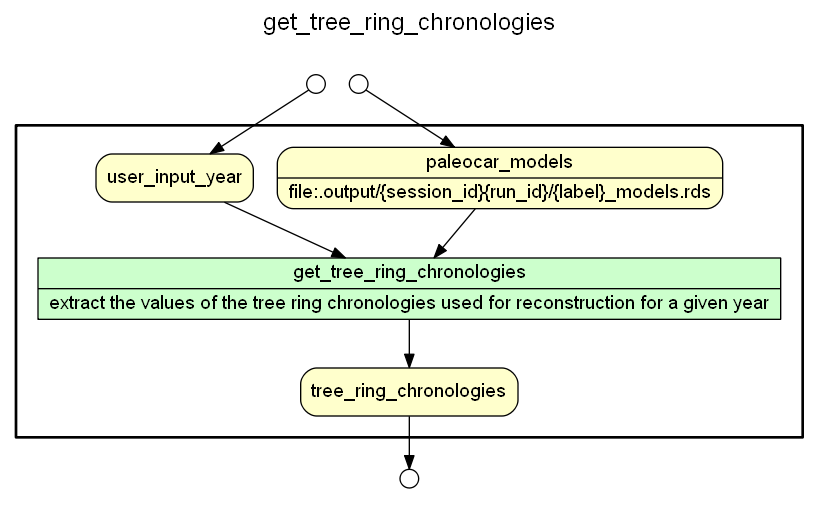 get_tree_ring_chronologies
user_input_year
paleocar_models
file:.output/{session_id}{run_id}/{label}_models.rds
get_tree_ring_chronologies
extract the values of the tree ring chronologies used for reconstruction for a given year
tree_ring_chronologies